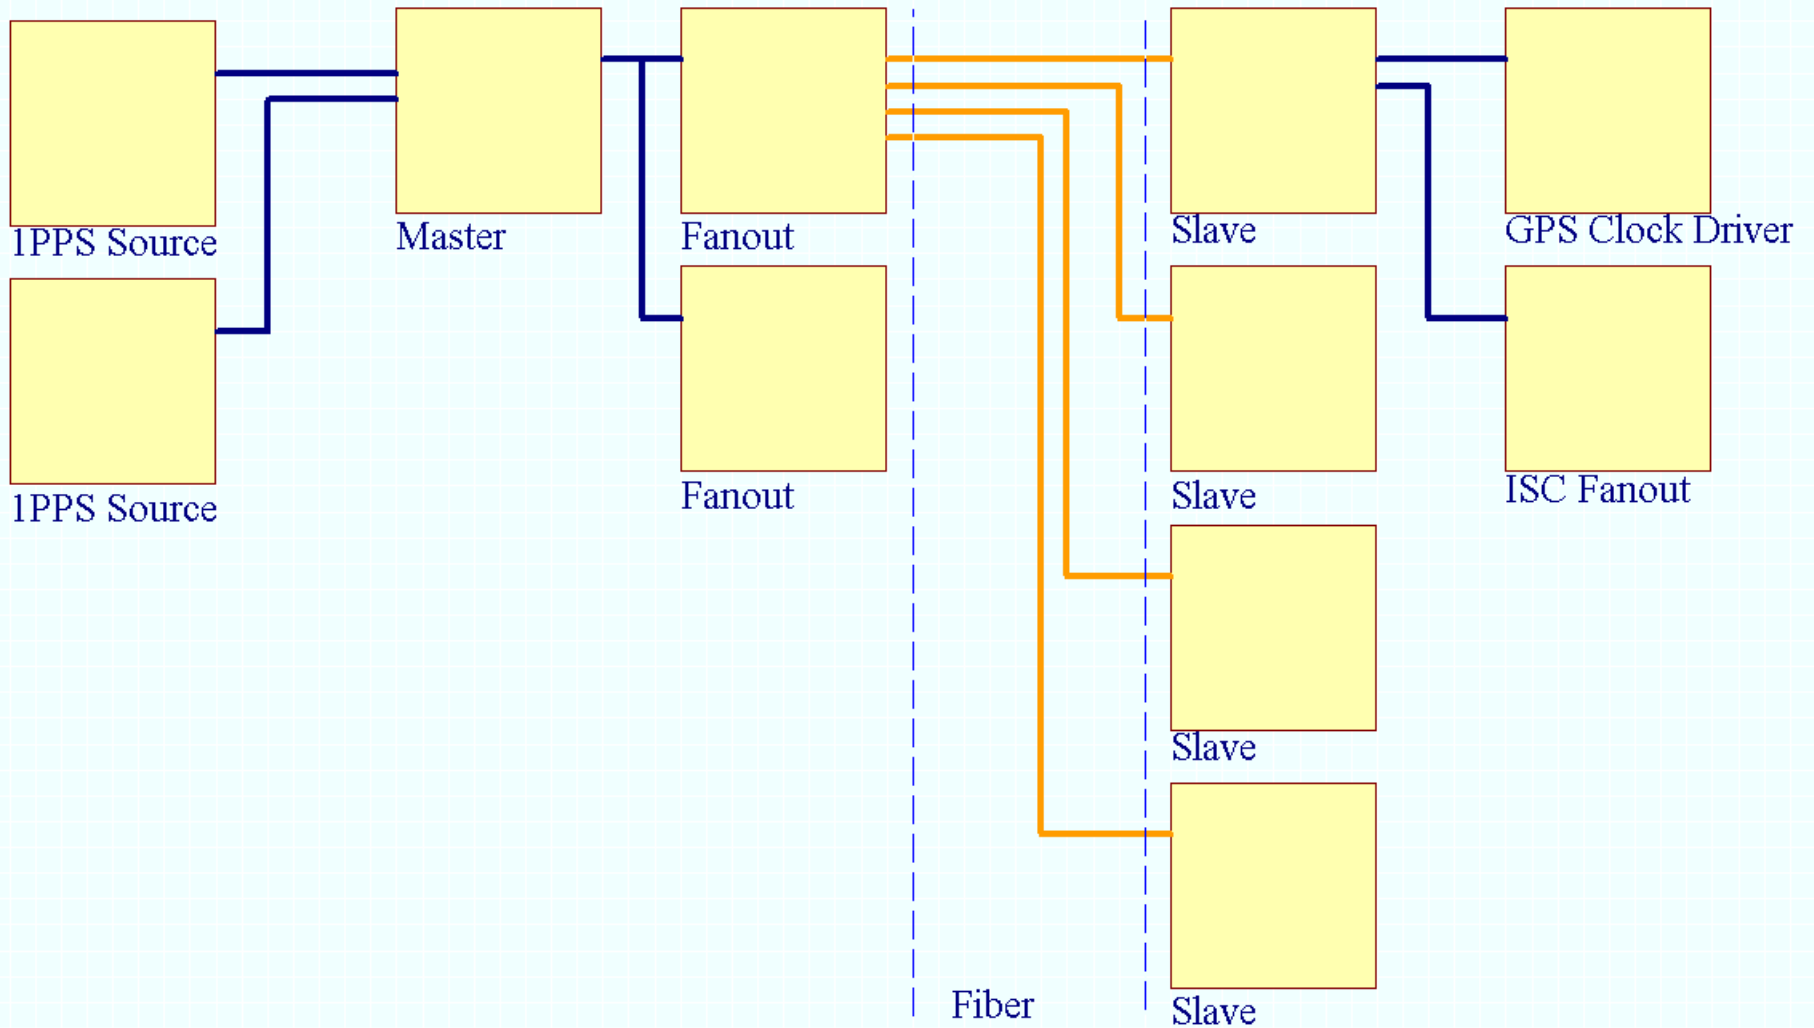 1PPS Source
Master
Fanout
Slave
GPS Clock Driver
1PPS Source
Fanout
Slave
ISC Fanout
Slave
Fiber
Slave